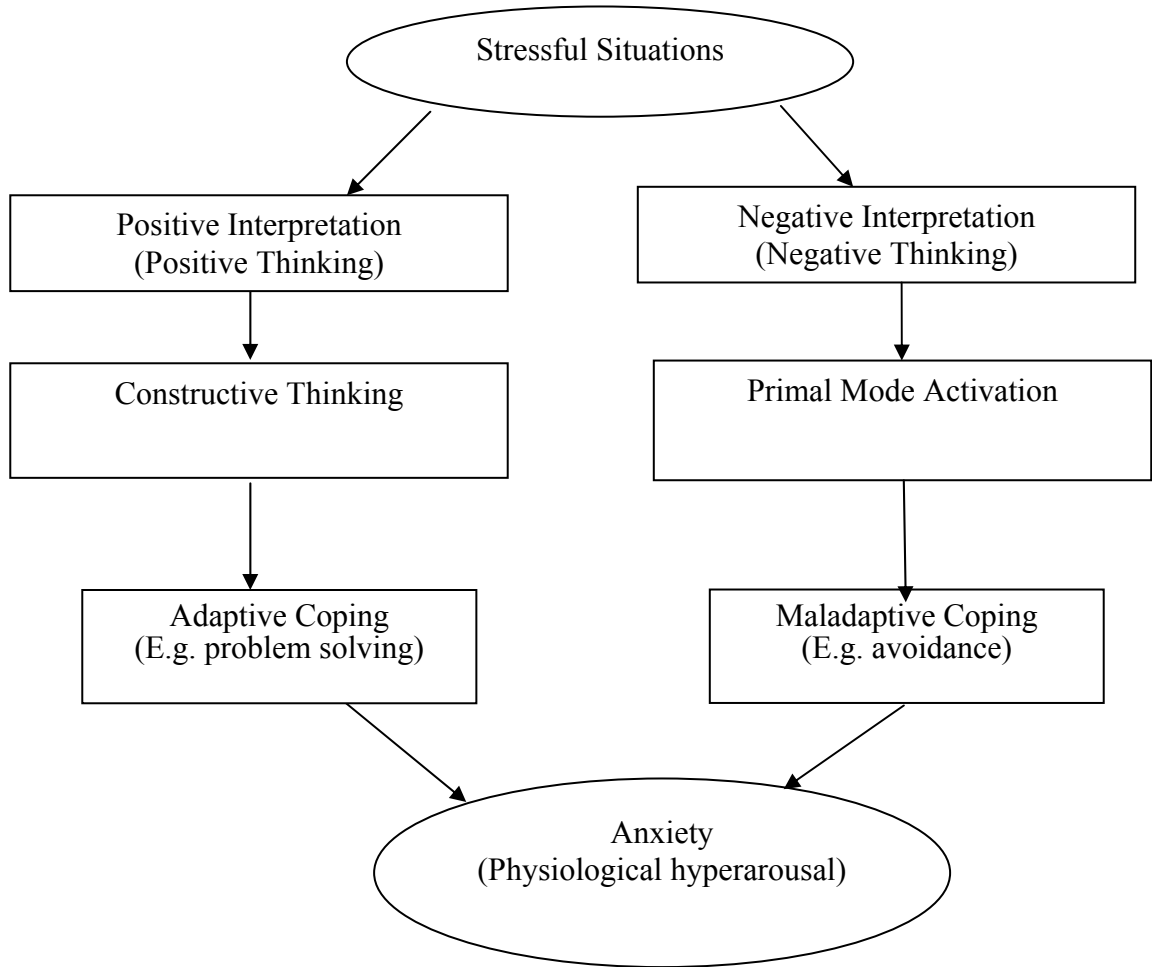 Stressful Situations
Positive Interpretation
(Positive Thinking)
Negative Interpretation
(Negative Thinking)
Constructive Thinking
Primal Mode Activation
Adaptive Coping
(E.g. problem solving)
Maladaptive Coping
(E.g. avoidance)
Anxiety
(Physiological hyperarousal)